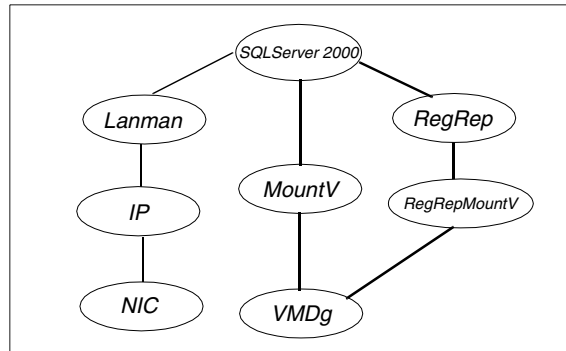 SQLServer 2000
Lanman
RegRep
MountV
RegRepMountV
IP
NIC
VMDg